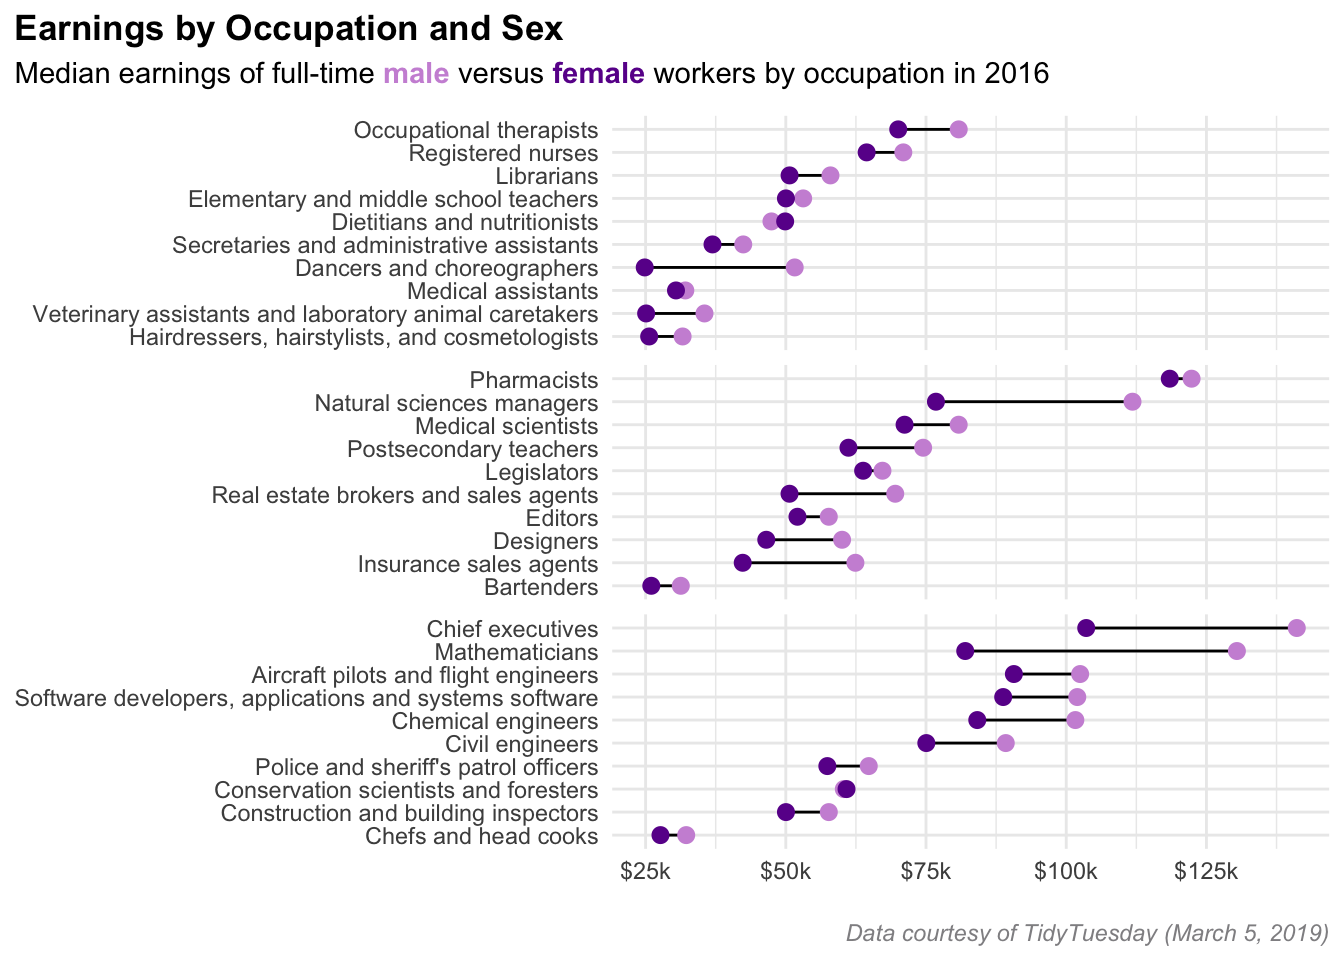 Earnings by Occupation and Sex
Median earnings of full-time male versus female workers by occupation in 2016
Occupational therapists
Registered nurses
Librarians
Elementary and middle school teachers
Dietitians and nutritionists
Secretaries and administrative assistants
Dancers and choreographers
Medical assistants
Veterinary assistants and laboratory animal caretakers
Hairdressers, hairstylists, and cosmetologists
Pharmacists
Natural sciences managers
Medical scientists
Postsecondary teachers
Legislators
Real estate brokers and sales agents
Editors
Designers
Insurance sales agents
Bartenders
Chief executives
Mathematicians
Aircraft pilots and flight engineers
Software developers, applications and systems software
Chemical engineers
Civil engineers
Police and sheriff's patrol officers
Conservation scientists and foresters
Construction and building inspectors
Chefs and head cooks
$25k $50k $75k $100k $125k
Data courtesy of TidyTuesday (March 5, 2019)